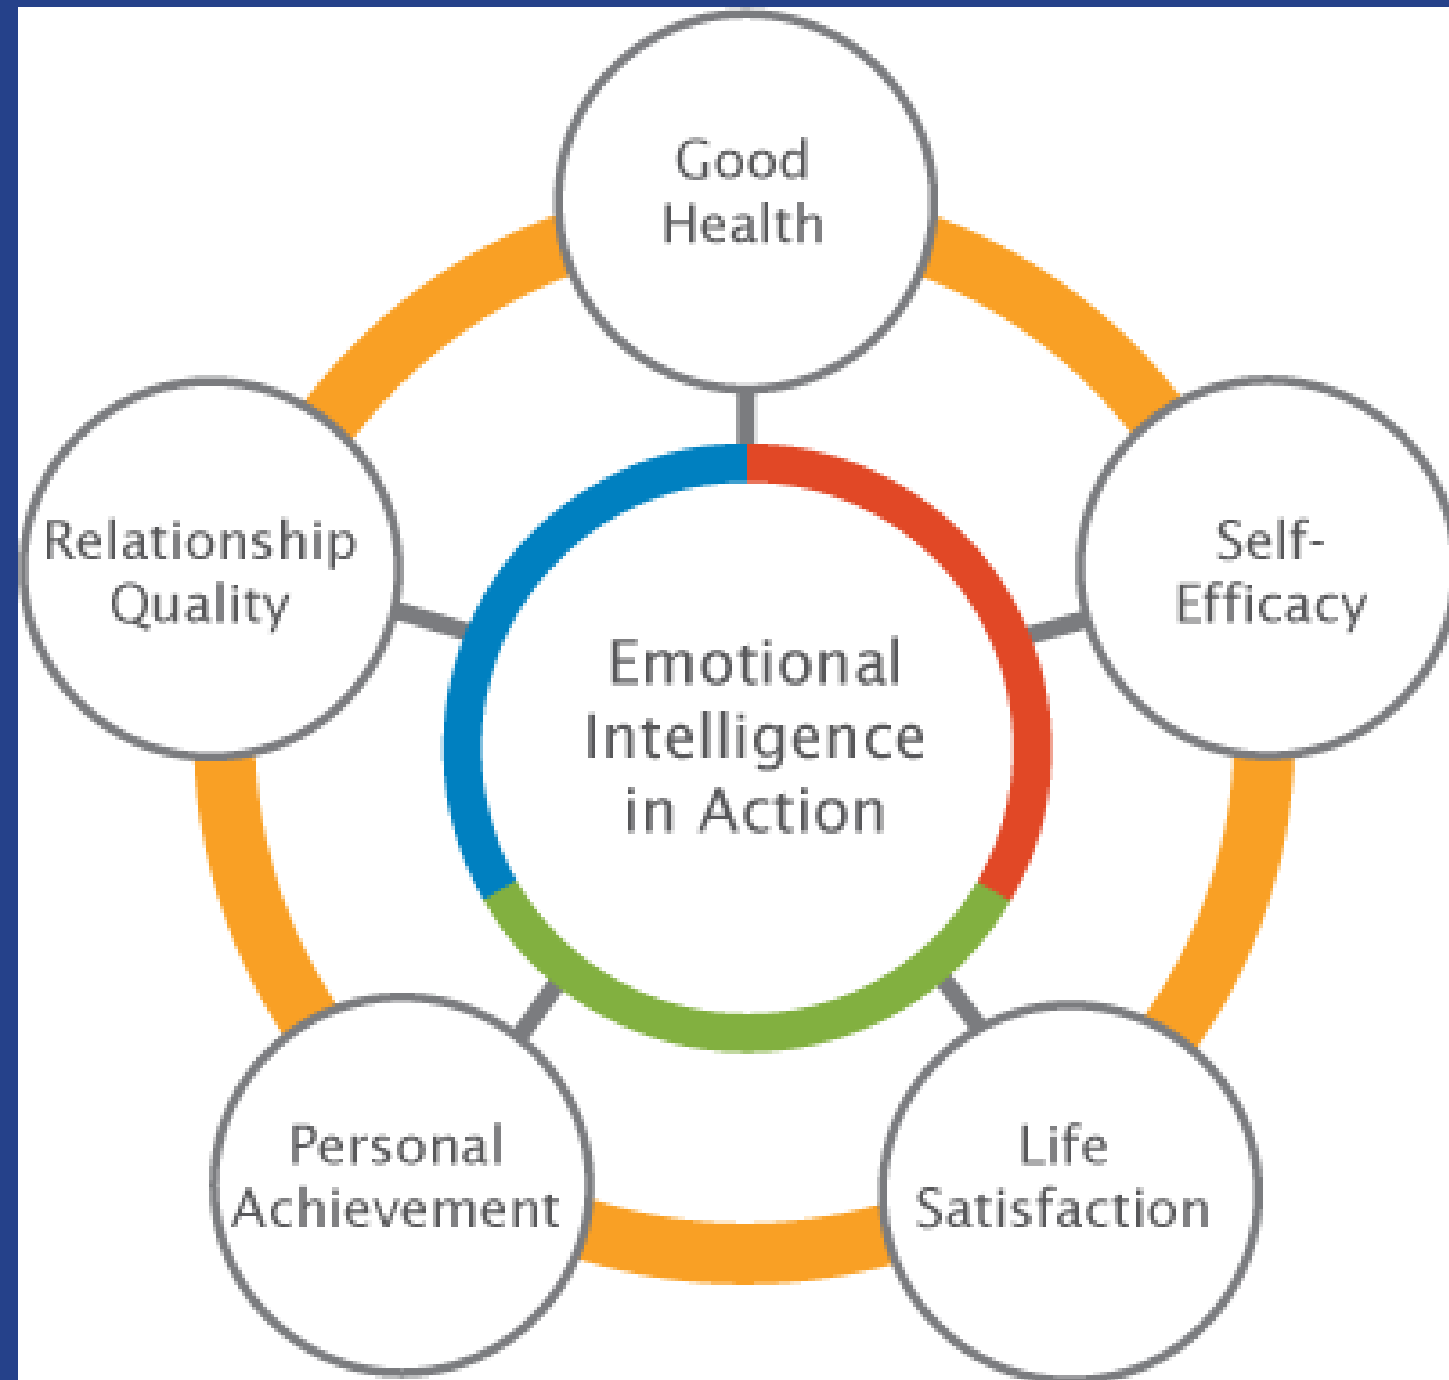 Good
Health
Relationship
Quality
Self-
Efficacy
Emotional
Intelligence
in Action
Personal
Achievement
Life
Satisfaction